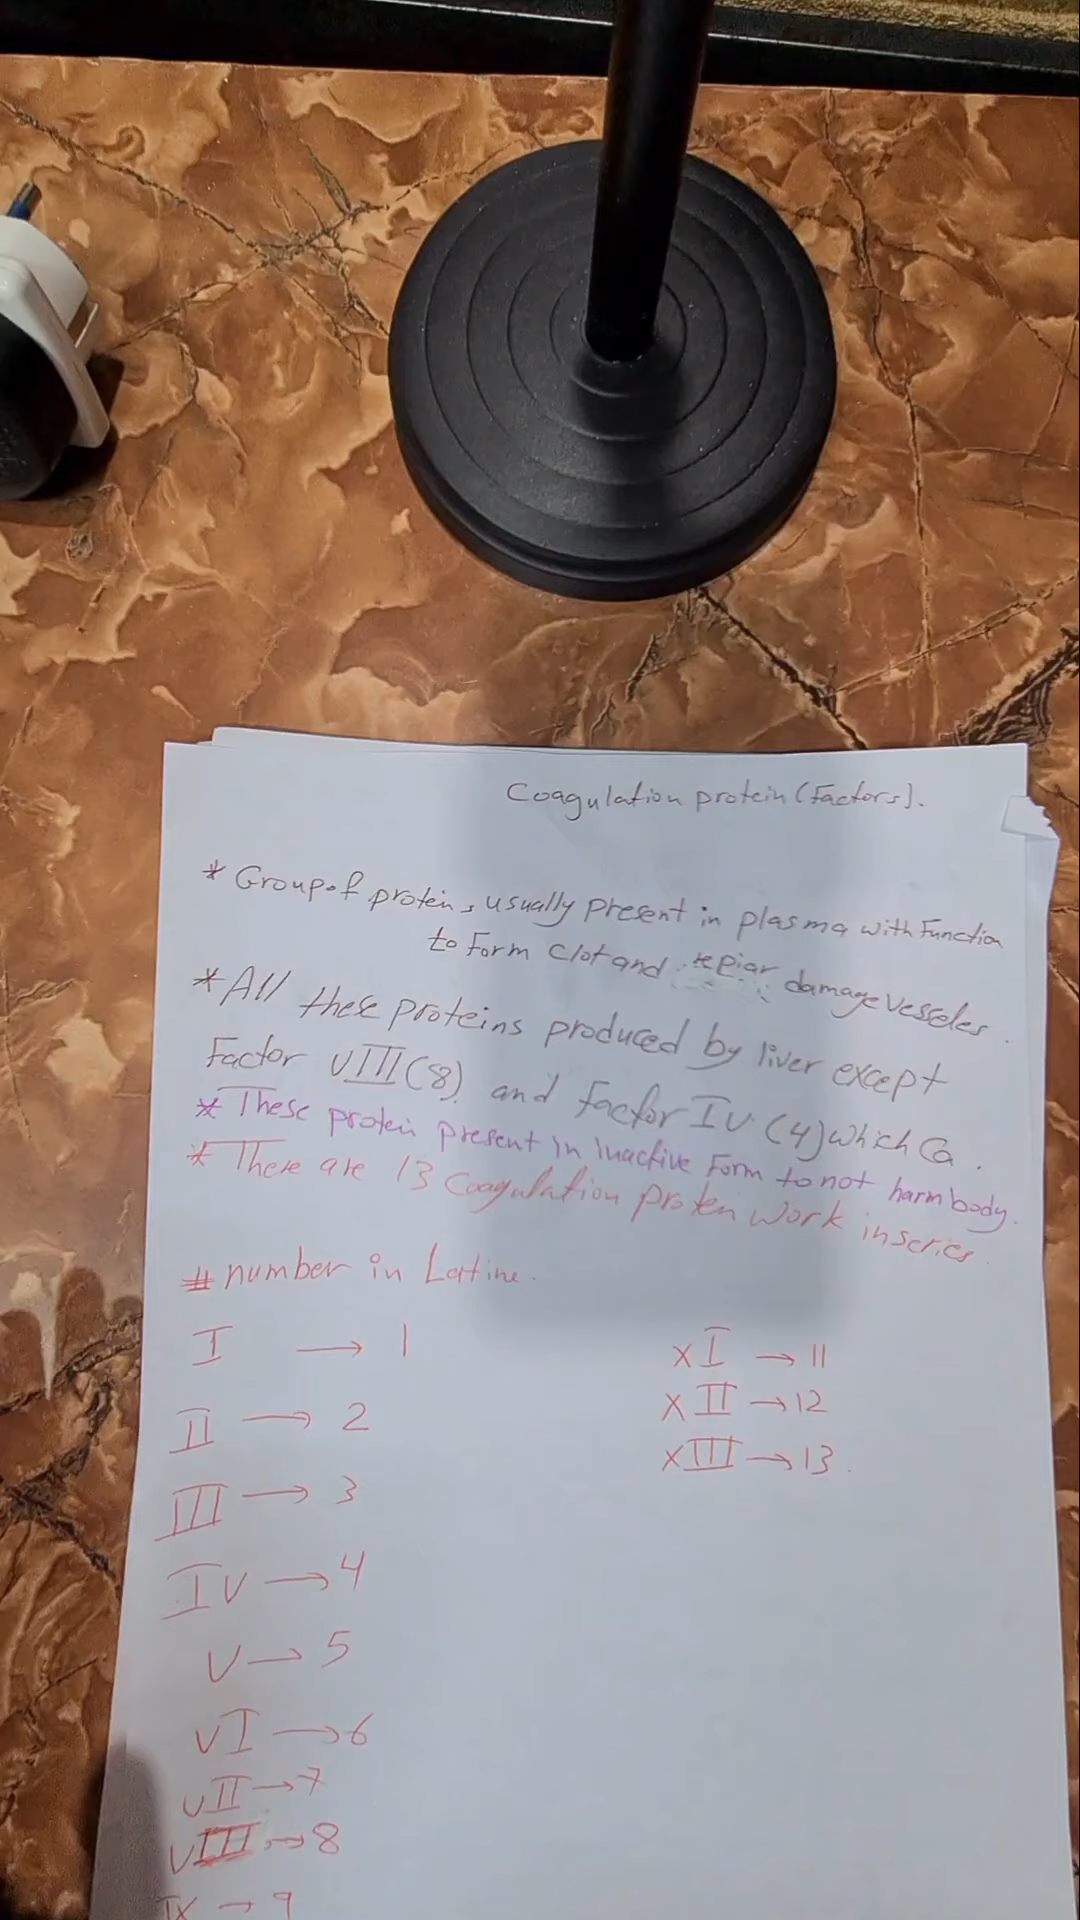 Coagulation protein (Factors).
* Group of protein, usually present in plasma with Function
to Form Clot and repiar damage vesseles.
* All these proteins produced by liver except
Factor VIII (8) and Factor IV (4) which Ca.
* These protein present in inactive Form to not harm body.
* There are 13 Coagulation protein work in series.
# number in Latine.
I → 1
II → 2
III → 3
IV → 4
V → 5
VI → 6
VII → 7
VIII → 8
IX → 9
XI → 11
XII → 12
XIII → 13.